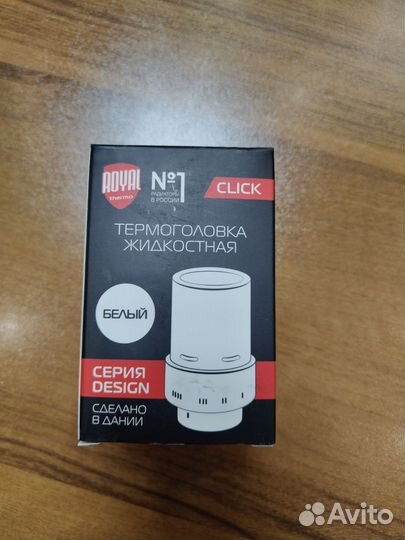 ROYAL
thermo
№1
РАДИАТОРЫ
В РОССИИ
CLICK
ТЕРМОГОЛОВКА
ЖИДКОСТНАЯ
БЕЛЫЙ
СЕРИЯ
DESIGN
СДЕЛАНО
В ДАНИИ
Avito